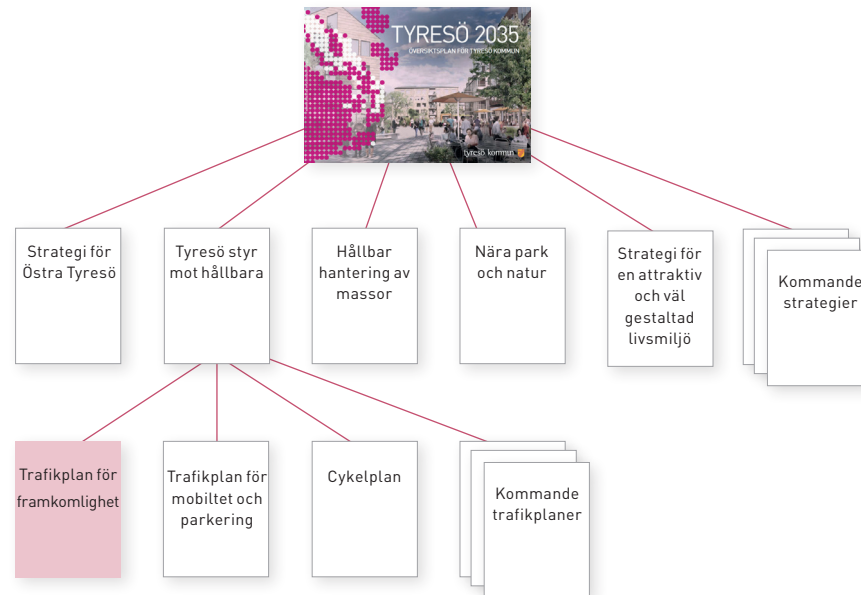 TYRESÖ 2035
ÖVERSIKTSPLAN FÖR TYRESÖ KOMMUN
tyresö kommun
Strategi för
Östra Tyresö
Tyresö styr
mot hållbara
Hållbar
hantering av
massor
Nära park
och natur
Strategi för
en attraktiv
och väl
gestaltad
livsmiljö
Kommande
strategier
Trafikplan för
framkomlighet
Trafikplan för
mobiltet och
parkering
Cykelplan
Kommande
trafikplaner